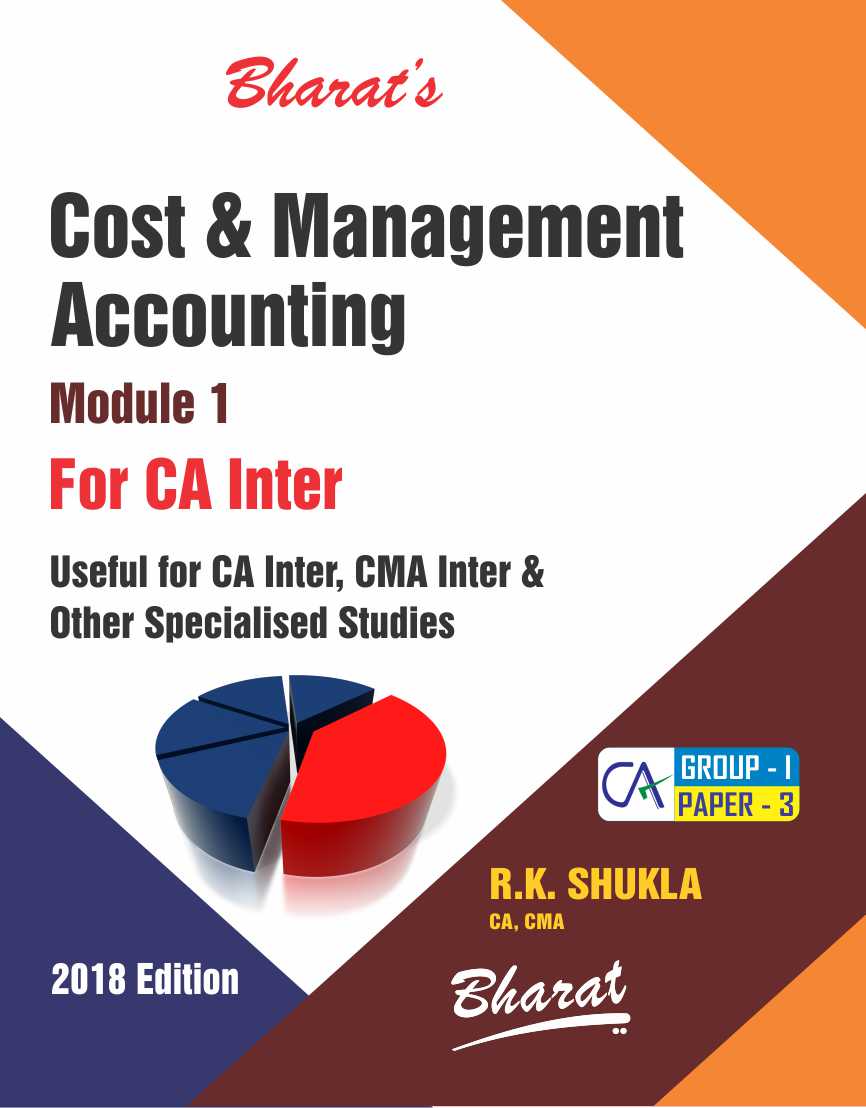 Bharat's
Cost & Management
Accounting
Module 1
For CA Inter
Useful for CA Inter, CMA Inter &
Other Specialised Studies
CA
GROUP - I
PAPER - 3
R.K. SHUKLA
CA, CMA
2018 Edition
Bharat